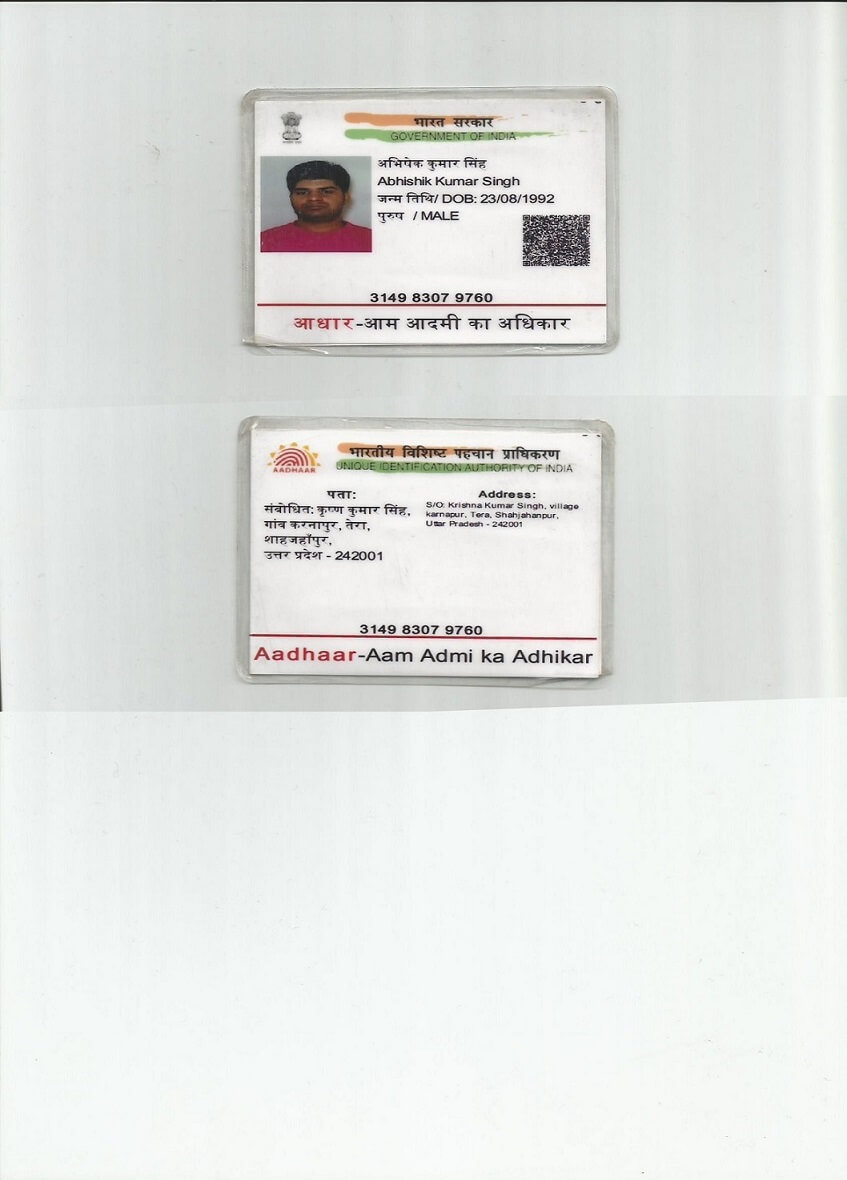 भारत सरकार
GOVERNMENT OF INDIA
अभिषेक कुमार सिंह
Abhishik Kumar Singh
जन्म तिथि/ DOB: 23/08/1992
पुरुष / MALE
3149 8307 9760
आधार-आम आदमी का अधिकार
AADHAAR
भारतीय विशिष्ट पहचान प्राधिकरण
UNIQUE IDENTIFICATION AUTHORITY OF INDIA
पता:
संबोधित: कृष्ण कुमार सिंह,
गांव करनापुर, तेरा,
शाहजहाँपुर,
उत्तर प्रदेश - 242001
Address:
S/O: Krishna Kumar Singh, village
karnapur, Tera, Shahjahanpur,
Uttar Pradesh - 242001
3149 8307 9760
Aadhaar-Aam Admi ka Adhikar